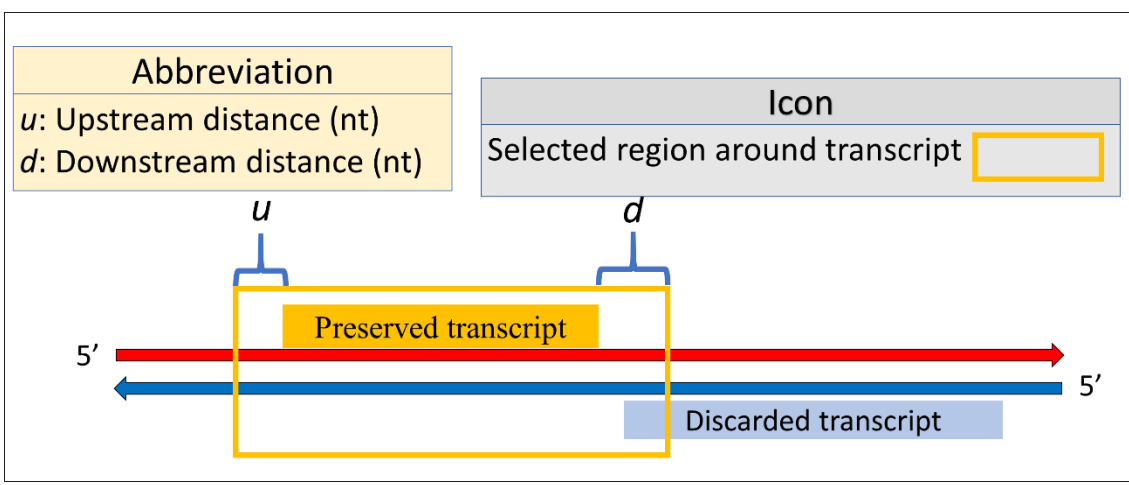 Abbreviation
u: Upstream distance (nt)
d: Downstream distance (nt)
Icon
Selected region around transcript
u
d
Preserved transcript
5’
5’
Discarded transcript